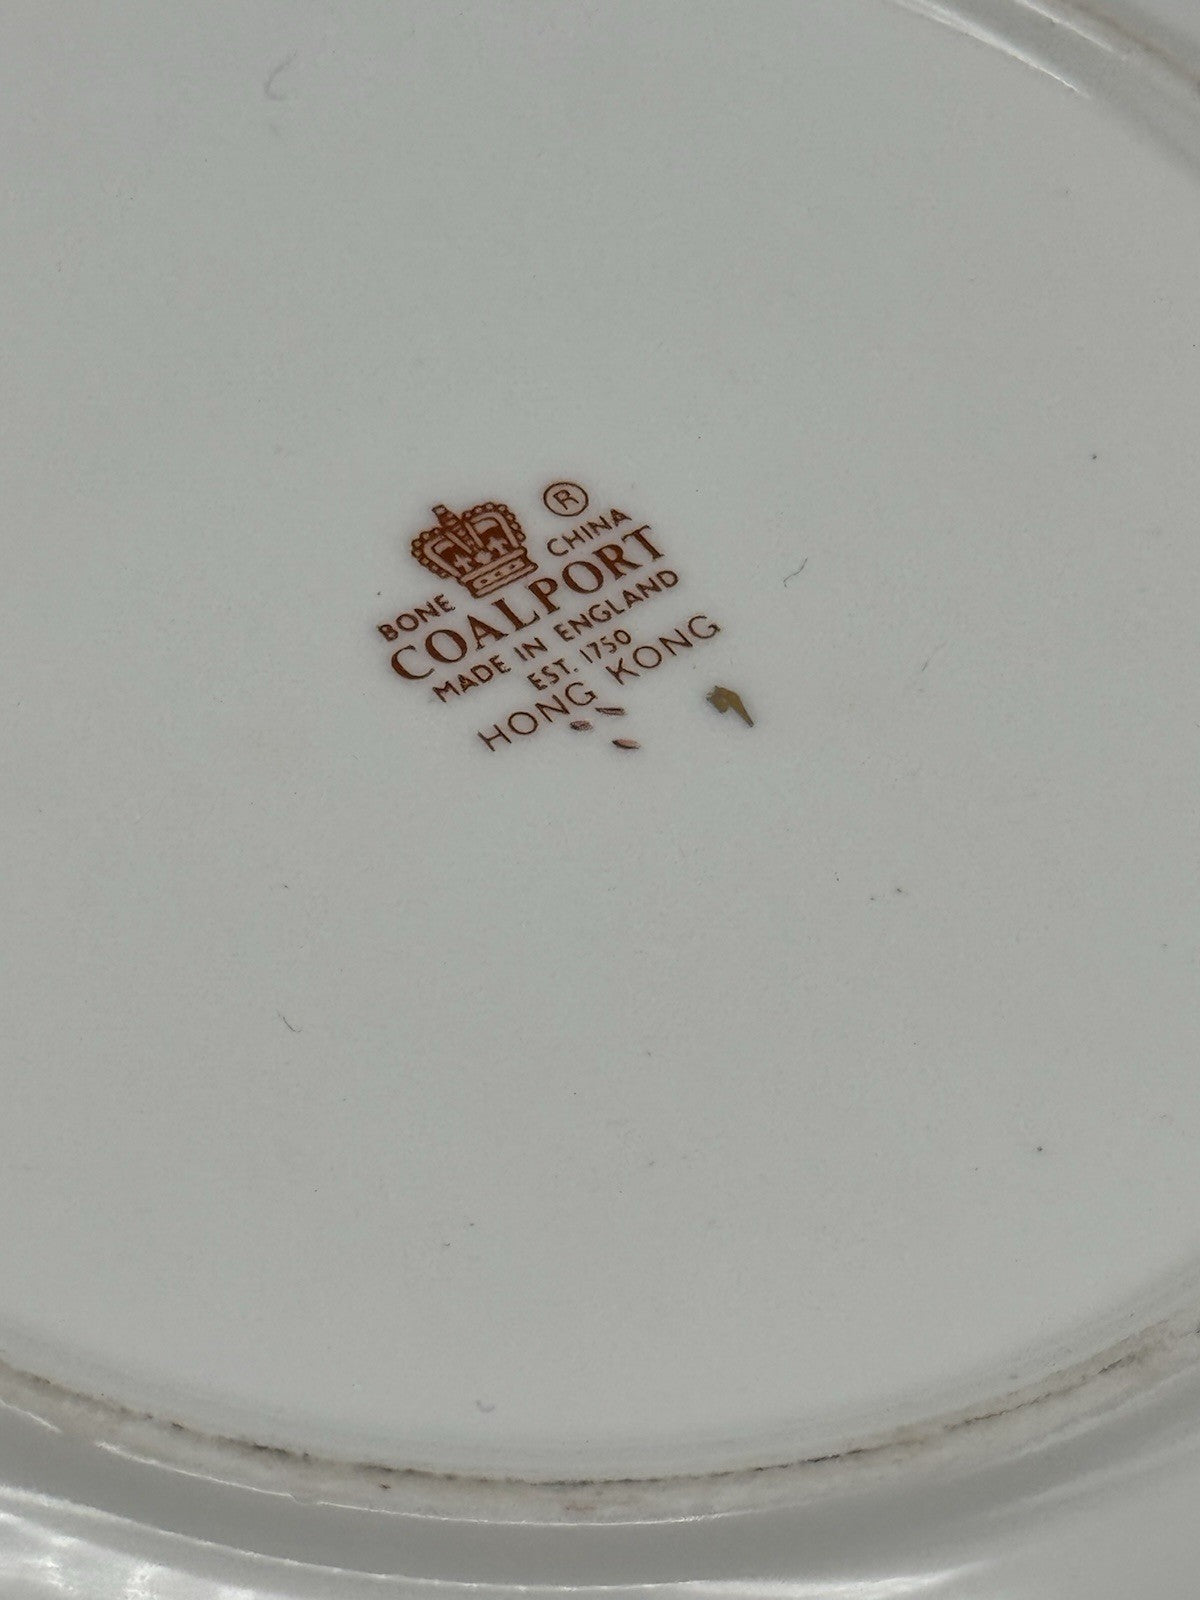 ®
BONE CHINA
COALPORT
MADE IN ENGLAND
EST. 1750
HONG KONG